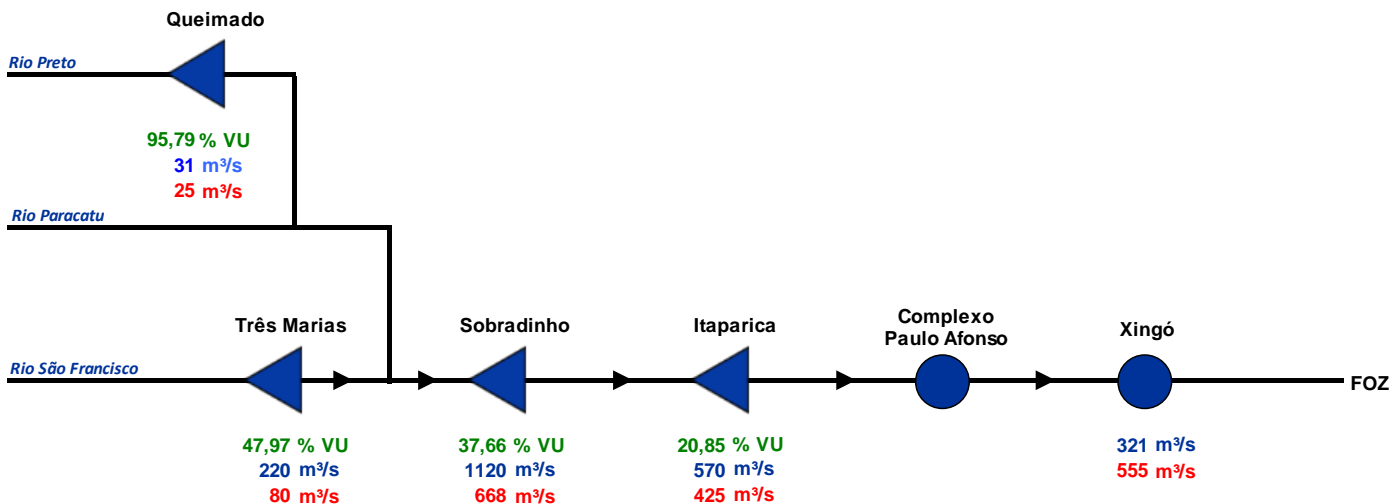 Queimado
Rio Preto
95,79 % VU
31 m³/s
25 m³/s
Rio Paracatu
Três Marias
Sobradinho
Itaparica
Complexo
Paulo Afonso
Xingó
Rio São Francisco
FOZ
47,97 % VU
220 m³/s
80 m³/s
37,66 % VU
1120 m³/s
668 m³/s
20,85 % VU
570 m³/s
425 m³/s
321 m³/s
555 m³/s